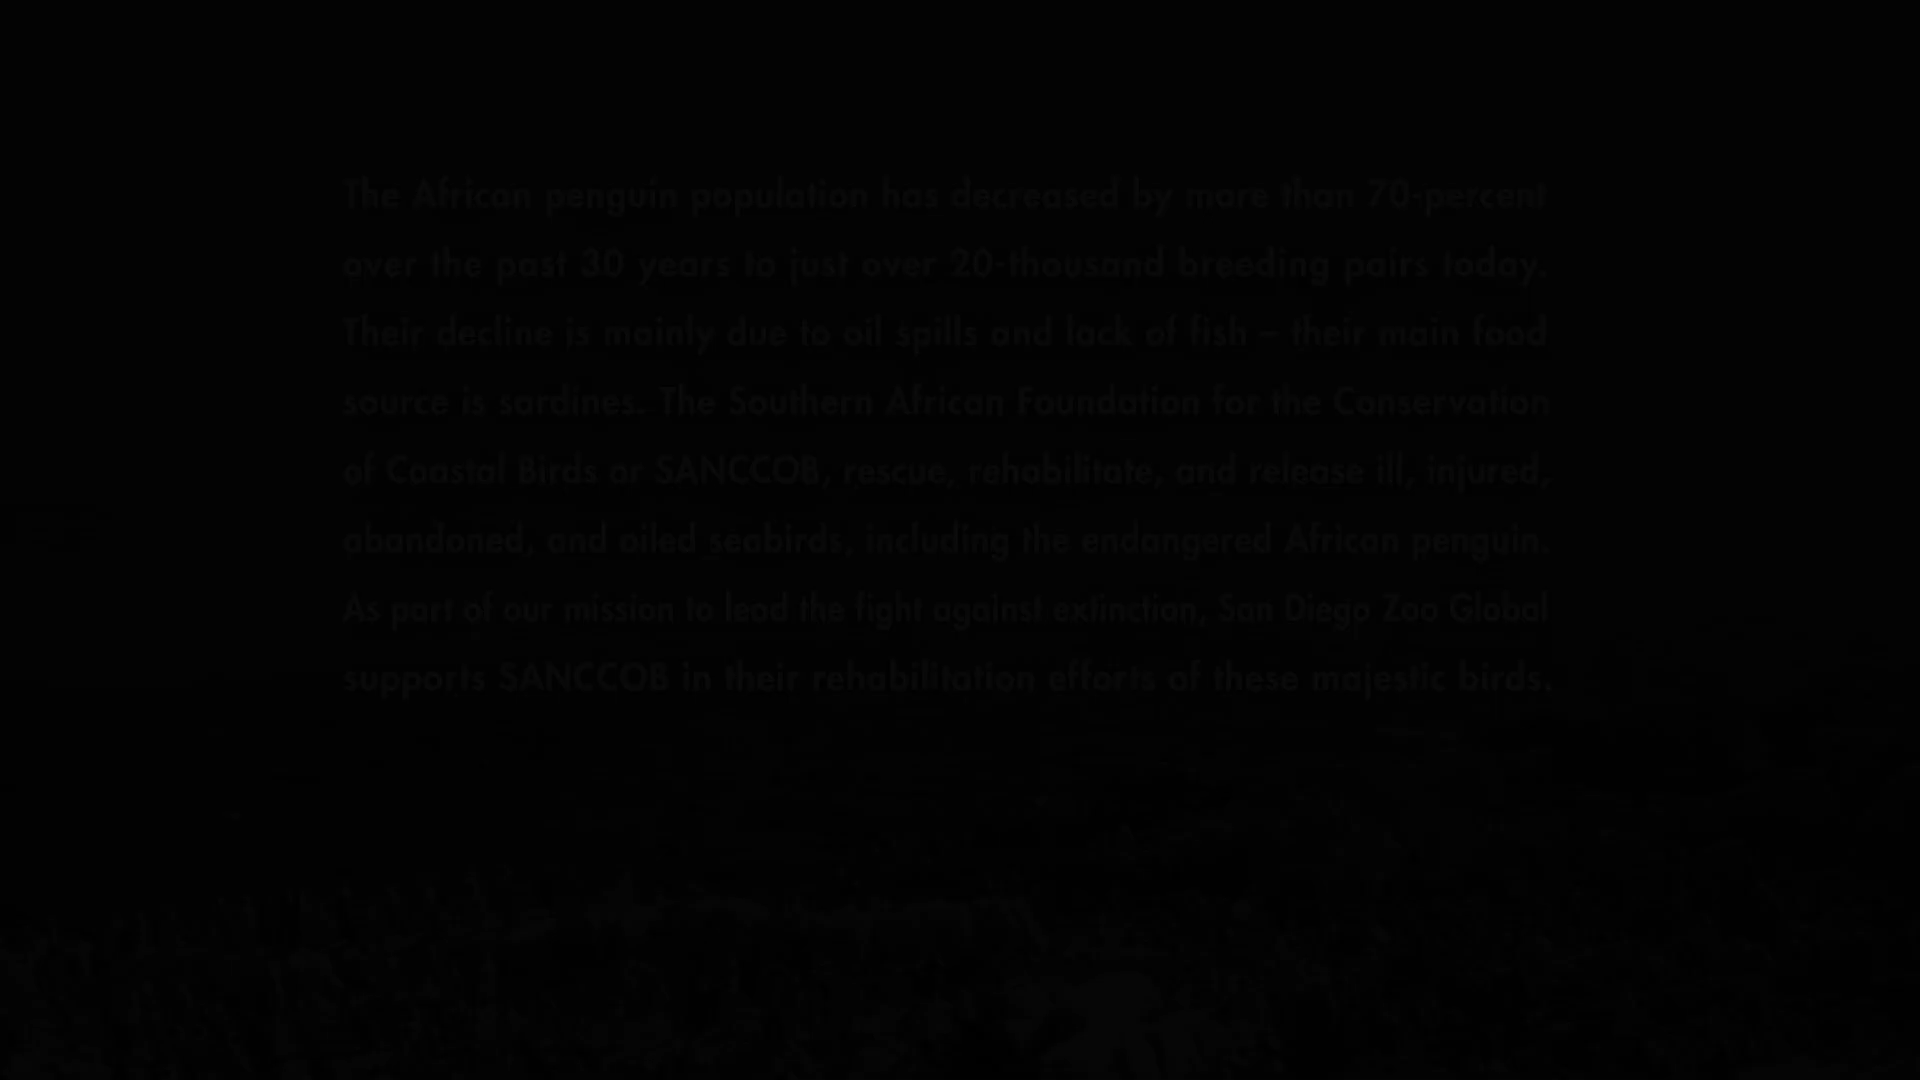 The African penguin population has decreased by more than 70-percent
over the past 30 years to just over 20-thousand breeding pairs today.
Their decline is mainly due to oil spills and lack of fish – their main food
source is sardines. The Southern African Foundation for the Conservation
of Coastal Birds or SANCCOB, rescue, rehabilitate, and release ill, injured,
abandoned, and oiled seabirds, including the endangered African penguin.
As part of our mission to lead the fight against extinction, San Diego Zoo Global
supports SANCCOB in their rehabilitation efforts of these majestic birds.